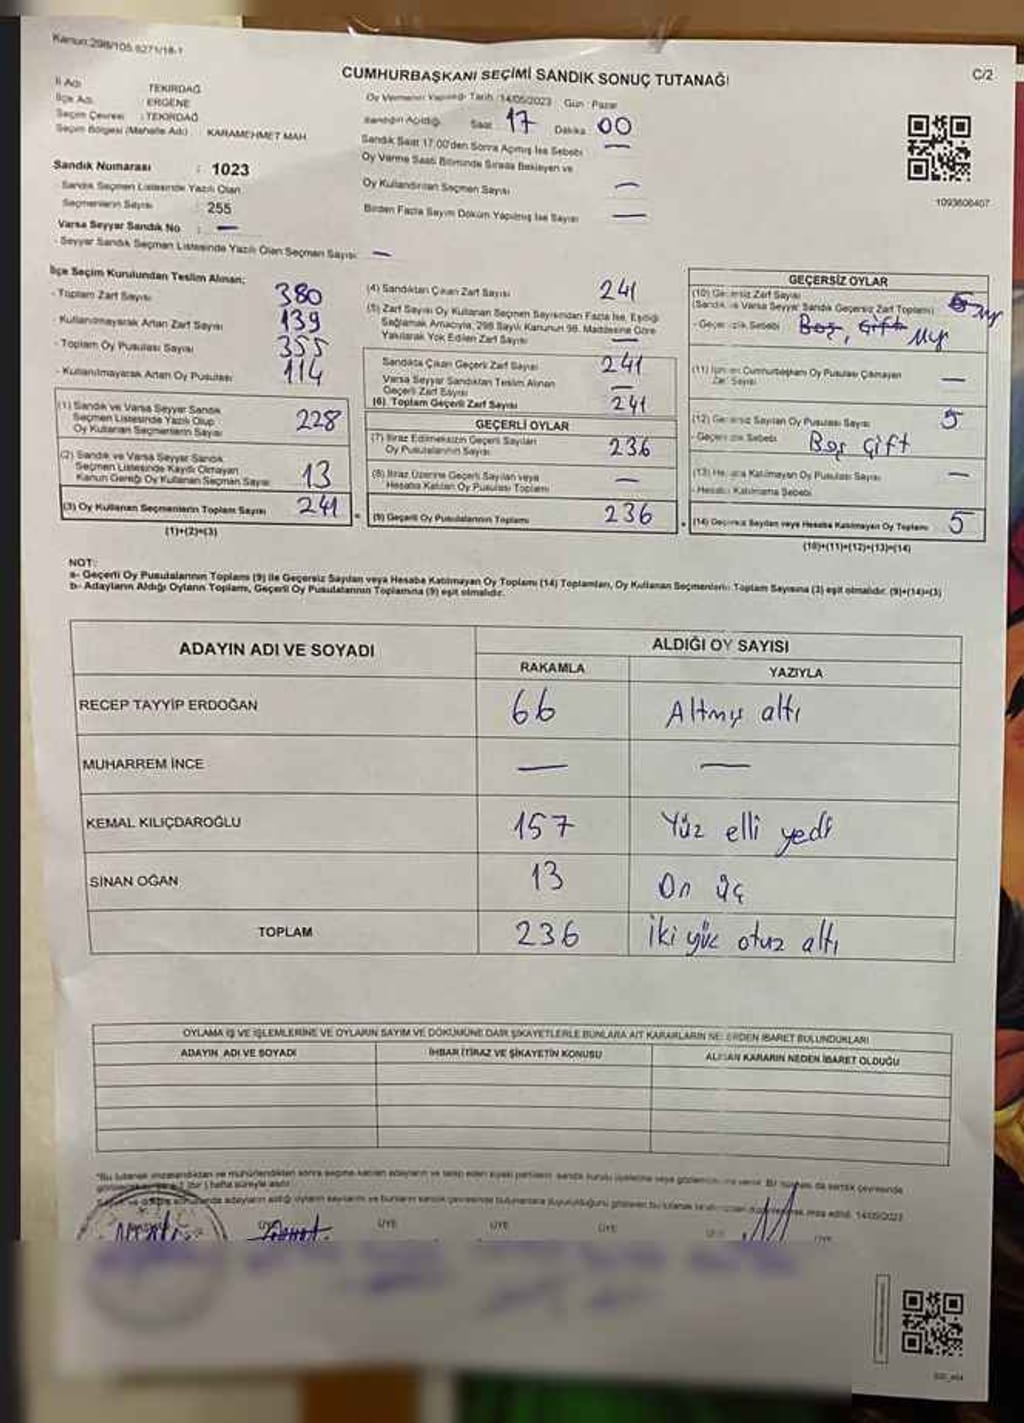 Kanun:298/105.6271/18-1
C/2
CUMHURBAŞKANI SEÇİMİ SANDIK SONUÇ TUTANAĞI
İl Adı TEKİRDAĞ
İlçe Adı : ERGENE
Seçim Çevresi : TEKİRDAĞ
Seçim Bölgesi (Mahalle Adı) : KARAMEHMET MAH
Sandık Numarası : 1023
Sandık Seçmen Listesinde Yazılı Olan
Seçmenlerin Sayısı : 255
Varsa Seyyar Sandık No : —
- Seyyar Sandık Seçmen Listesinde Yazılı Olan Seçmen Sayısı: —
Oy Vermenin Yapıldığı Tarih :14/05/2023 Gün : Pazar
Sandığın Açıldığı Saat 17 Dakika 00
Sandık Saat 17.00'den Sonra Açmış İse Sebebi —
Oy Verme Saati Bitiminde Sırada Bekleyen ve
Oy Kullandırılan Seçmen Sayısı —
Birden Fazla Sayım Döküm Yapılmış İse Sayısı —
1093606407
İlçe Seçim Kurulundan Teslim Alınan;
- Toplam Zarf Sayısı 380
- Kullanılmayarak Artan Zarf Sayısı 139
- Toplam Oy Pusulası Sayısı 355
- Kullanılmayarak Artan Oy Pusulası 114
(1) Sandık ve Varsa Seyyar Sandık
Seçmen Listesinde Yazılı Olup
Oy Kullanan Seçmenlerin Sayısı 228
(2) Sandık ve Varsa Seyyar Sandık
Seçmen Listesinde Kayıtlı Olmayan
Kanun Gereği Oy Kullanan Seçmen Sayısı 13
(3) Oy Kullanan Seçmenlerin Toplam Sayısı 241
(1)+(2)=(3)
(4) Sandıktan Çıkan Zarf Sayısı 241
(5) Zarf Sayısı Oy Kullanan Seçmen Sayısından Fazla İse, Eşitliği
Sağlamak Amacıyla, 298 Sayılı Kanunun 98. Maddesine Göre
Yakılarak Yok Edilen Zarf Sayısı —
Sandıkta Çıkan Geçerli Zarf Sayısı 241
Varsa Seyyar Sandıktan Teslim Alınan
Geçerli Zarf Sayısı —
(6). Toplam Geçerli Zarf Sayısı 241
GEÇERLİ OYLAR
(7) İtiraz Edilmeksizin Geçerli Sayılan
Oy Pusulalarının Sayısı 236
(8) İtiraz Üzerine Geçerli Sayılan veya
Hesaba Katılan Oy Pusulası Toplamı —
(9) Geçerli Oy Pusulalarının Toplamı 236
GEÇERSİZ OYLAR
(10) Geçersiz Zarf Sayısı
(Sandık ve Varsa Seyyar Sandık Geçersiz Zarf Toplamı)
- Geçersizlik Sebebi Boş, Çift
(11) İçinden Cumhurbaşkanı Oy Pusulası Çıkmayan
Zarf Sayısı —
(12) Geçersiz Sayılan Oy Pusulası Sayısı 5
- Geçersizlik Sebebi Boş Çift
(13) Hesaba Katılmayan Oy Pusulası Sayısı —
- Hesaba Katılmama Sebebi
(14) Geçersiz Sayılan veya Hesaba Katılmayan Oy Toplamı 5
(10)+(11)+(12)+(13)=(14)
NOT:
a- Geçerli Oy Pusulalarının Toplamı (9) ile Geçersiz Sayılan veya Hesaba Katılmayan Oy Toplamı (14) Toplamları, Oy Kullanan Seçmenlerin Toplam Sayısına (3) eşit olmalıdır. (9)+(14)=(3)
b- Adayların Aldığı Oyların Toplamı, Geçerli Oy Pusulalarının Toplamına (9) eşit olmalıdır.
ADAYIN ADI VE SOYADI ALDIĞI OY SAYISI
RAKAMLA YAZIYLA
RECEP TAYYİP ERDOĞAN 66 Altmış altı
MUHARREM İNCE — —
KEMAL KILIÇDAROĞLU 157 Yüz elli yedi
SİNAN OĞAN 13 On üç
TOPLAM 236 İki yüz otuz altı
OYLAMA İŞ VE İŞLEMLERİNE VE OYLARIN SAYIM VE DÖKÜMÜNE DAİR ŞİKAYETLERLE BUNLARA AİT KARARLARIN NELERDEN İBARET BULUNDUKLARI
ADAYIN ADI VE SOYADI İHBAR İTİRAZ VE ŞİKAYETİN KONUSU ALINAN KARARIN NEDEN İBARET OLDUĞU
ÜYE ÜYE ÜYE ÜYE ÜYE ÜYE